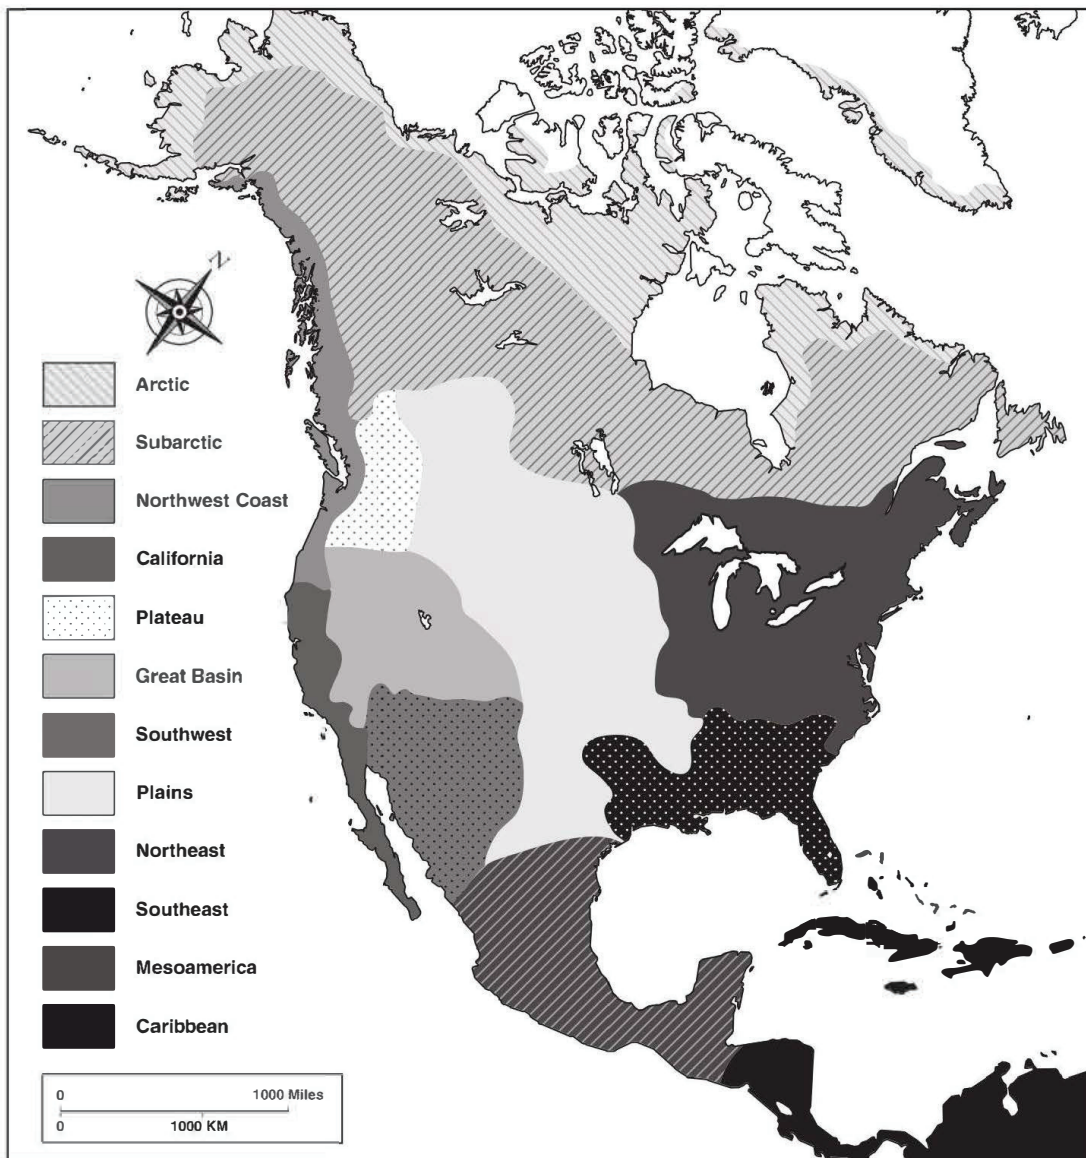 N
Arctic
Subarctic
Northwest Coast
California
Plateau
Great Basin
Southwest
Plains
Northeast
Southeast
Mesoamerica
Caribbean
0 1000 Miles
0 1000 KM